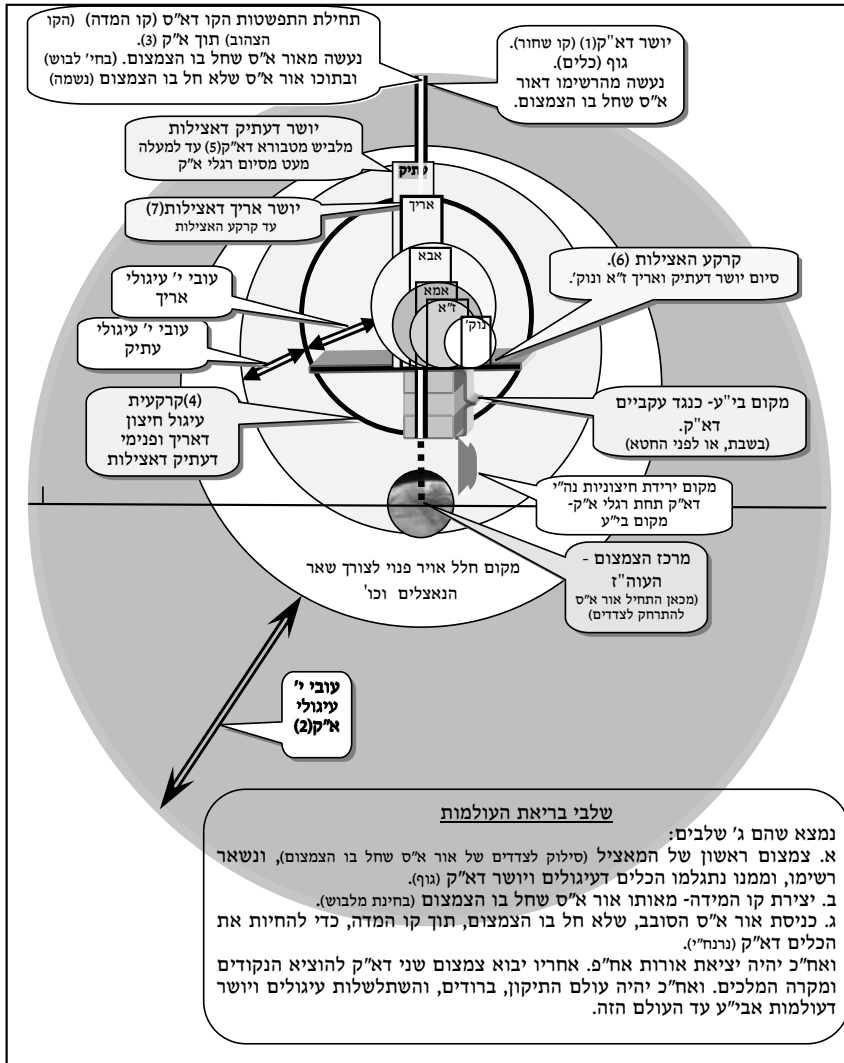 תחילת התפשטות הקו דא"ס (קו המדה) (הקו
הצהוב) תוך א"ק (3).
נעשה מאור א"ס שחל בו הצמצום. (בחי' לבוש)
ובתוכו אור א"ס שלא חל בו הצמצום (נשמה)
יושר דא"ק(1) (קו שחור).
גוף (כלים).
נעשה מהרשימו דאור
א"ס שחל בו הצמצום.
יושר דעתיק דאצילות
מלביש מטבורא דא"ק(5) עד למעלה
מעט מסיום רגלי א"ק
עתיק
יושר אריך דאצילות(7)
עד קרקע האצילות
אריך
אבא
אמא
ז"א
נוק'
קרקע האצילות (6).
סיום יושר דעתיק ואריך ז"א ונוק'.
עובי י' עיגולי
אריך
עובי י' עיגולי
עתיק
(4)קרקעית
עיגול חיצון
דאריך ופנימי
דעתיק דאצילות
מקום בי"ע- כנגד עקביים
דא"ק.
(בשבת, או לפני החטא)
מקום ירידת חיצוניות נה"י
דא"ק תחת רגלי א"ק-
מקום בי"ע
מרכז הצמצום -
העוה"ז
(מכאן התחיל אור א"ס
להתרחק לצדדים)
מקום חלל אויר פנוי לצורך שאר
הנאצלים וכו'
עובי י'
עיגולי
א"ק(2)
שלבי בריאת העולמות
נמצא שהם ג' שלבים:
א. צמצום ראשון של המאציל (סילוק לצדדים של אור א"ס שחל בו הצמצום), ונשאר
רשימו, וממנו נתגלמו הכלים דעיגולים ויושר דא"ק (גוף).
ב. יצירת קו המידה- מאותו אור א"ס שחל בו הצמצום (בחינת מלבוש).
ג. כניסת אור א"ס הסובב, שלא חל בו הצמצום, תוך קו המדה, כדי להחיות את
הכלים דא"ק (נרנח"י).
ואח"כ יהיה יציאת אורות אח"פ. אחריו יבוא צמצום שני דא"ק להוציא הנקודים
ומקרה המלכים. ואח"כ יהיה עולם התיקון, ברודים, והשתלשלות עיגולים ויושר
דעולמות אבי"ע עד העולם הזה.